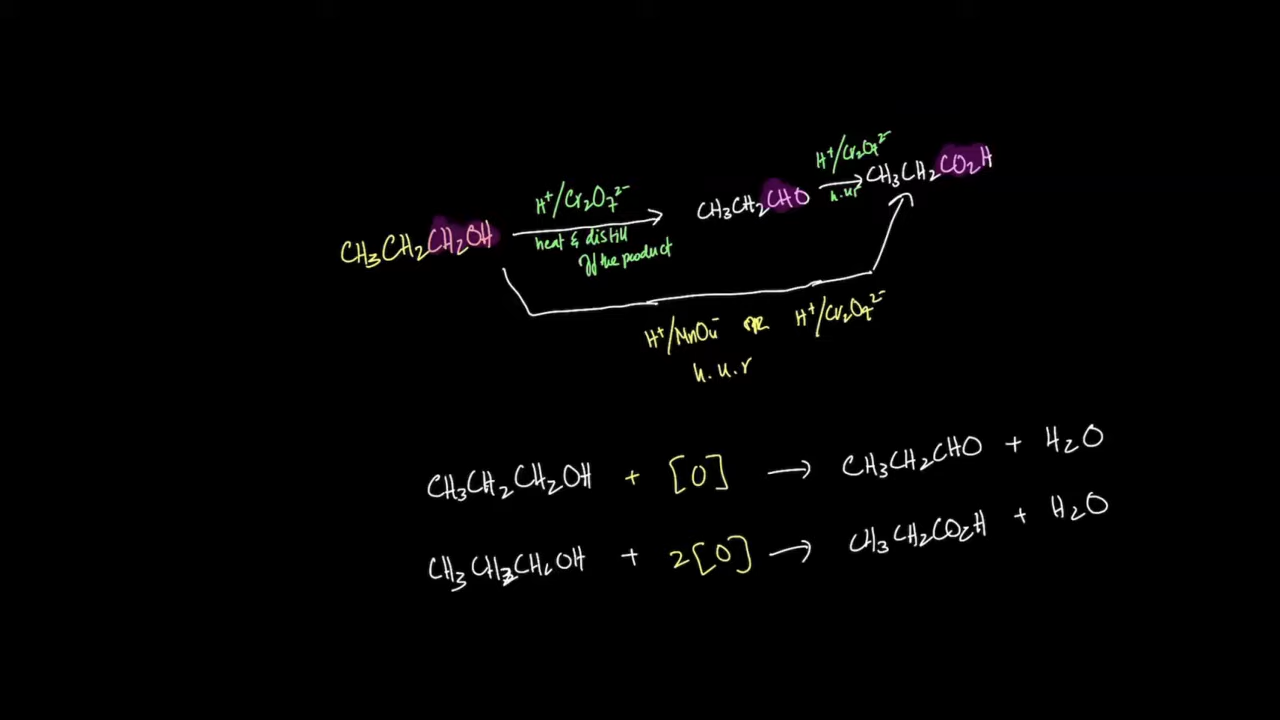 H⁺/Cr₂O₇²⁻
CH₃CH₂CO₂H
h.u.r
H⁺/Cr₂O₇²⁻
CH₃CH₂CHO
CH₃CH₂CH₂OH
heat & distill
off the product
H⁺/MnO₄⁻ or H⁺/Cr₂O₇²⁻
h.u.r
CH₃CH₂CH₂OH + [O] → CH₃CH₂CHO + H₂O
CH₃CH₂CH₂OH + 2[O] → CH₃CH₂CO₂H + H₂O